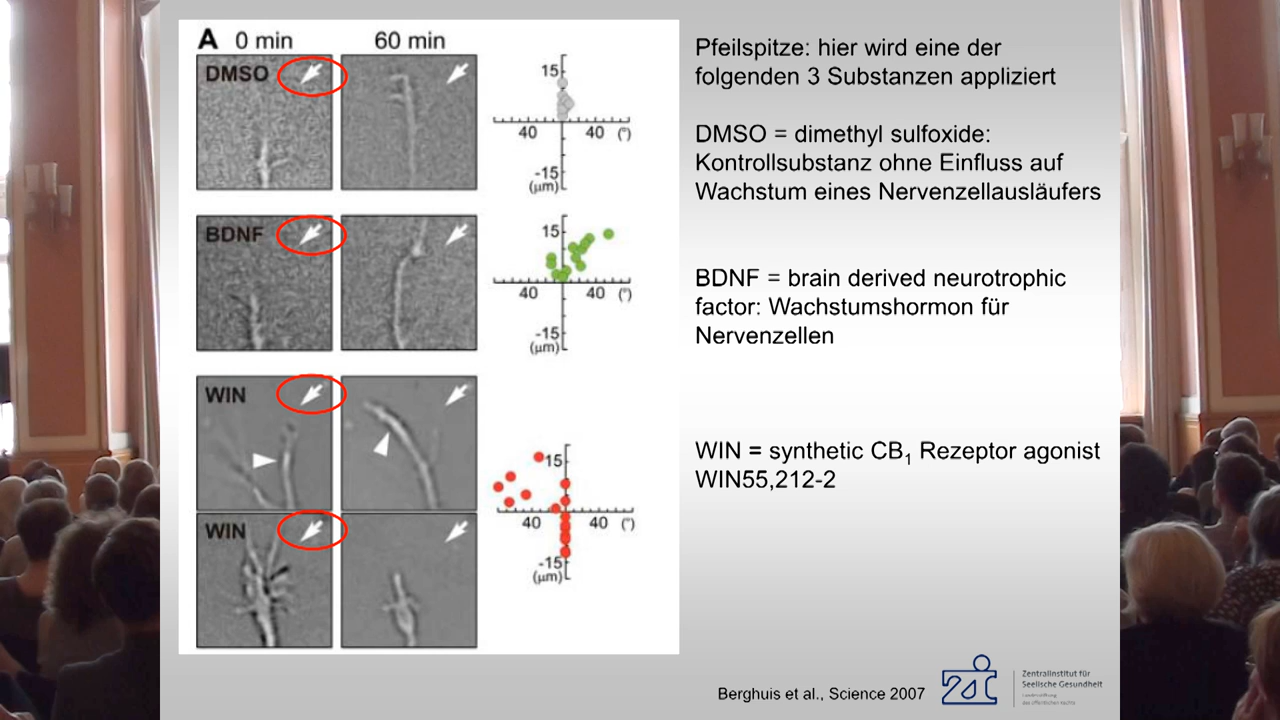 A 0 min 60 min
DMSO
15
40 40 (°)
-15
(µm)
BDNF
15
40 40 (°)
-15
(µm)
WIN
15
40 40 (°)
WIN
-15
(µm)
Pfeilspitze: hier wird eine der
folgenden 3 Substanzen appliziert
DMSO = dimethyl sulfoxide:
Kontrollsubstanz ohne Einfluss auf
Wachstum eines Nervenzellausläufers
BDNF = brain derived neurotrophic
factor: Wachstumshormon für
Nervenzellen
WIN = synthetic CB₁ Rezeptor agonist
WIN55,212-2
Berghuis et al., Science 2007
Zentralinstitut für
Seelische Gesundheit